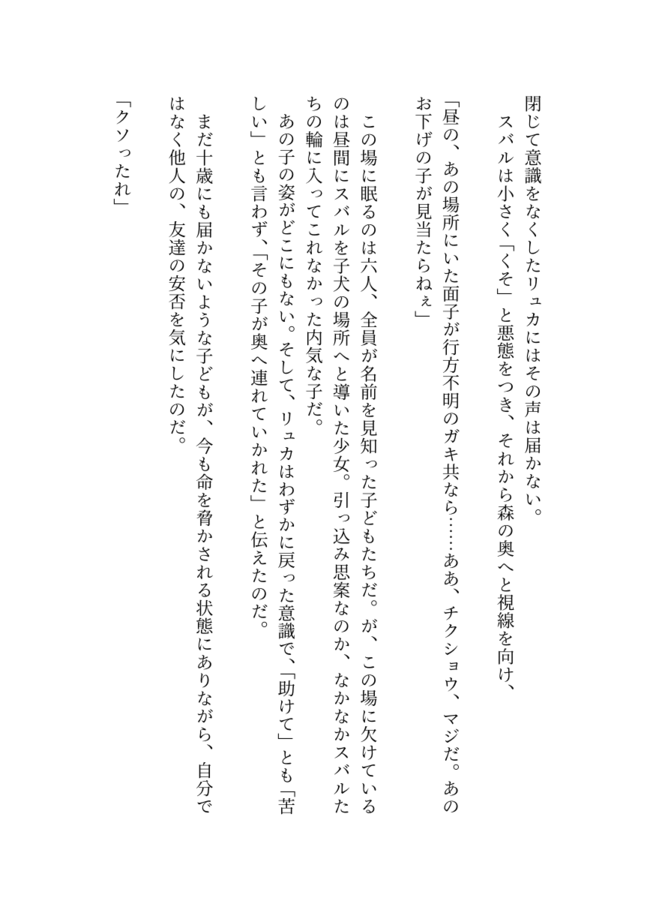 閉じて意識をなくしたリュカにはその声は届かない。
スバルは小さく「くそ」と悪態をつき、それから森の奥へと視線を向け、
「昼の、あの場所にいた面子が行方不明のガキ共なら……ああ、チクショウ、マジだ。あの
お下げの子が見当たらねぇ」
この場に眠るのは六人、全員が名前を見知った子どもたちだ。が、この場に欠けている
のは昼間にスバルを子犬の場所へと導いた少女。引っ込み思案なのか、なかなかスバルた
ちの輪に入ってこれなかった内気な子だ。
あの子の姿がどこにもない。そして、リュカはわずかに戻った意識で、「助けて」とも「苦
しい」とも言わず、「その子が奥へ連れていかれた」と伝えたのだ。
まだ十歳にも届かないような子どもが、今も命を脅かされる状態にありながら、自分で
はなく他人の、友達の安否を気にしたのだ。
「クソったれ」